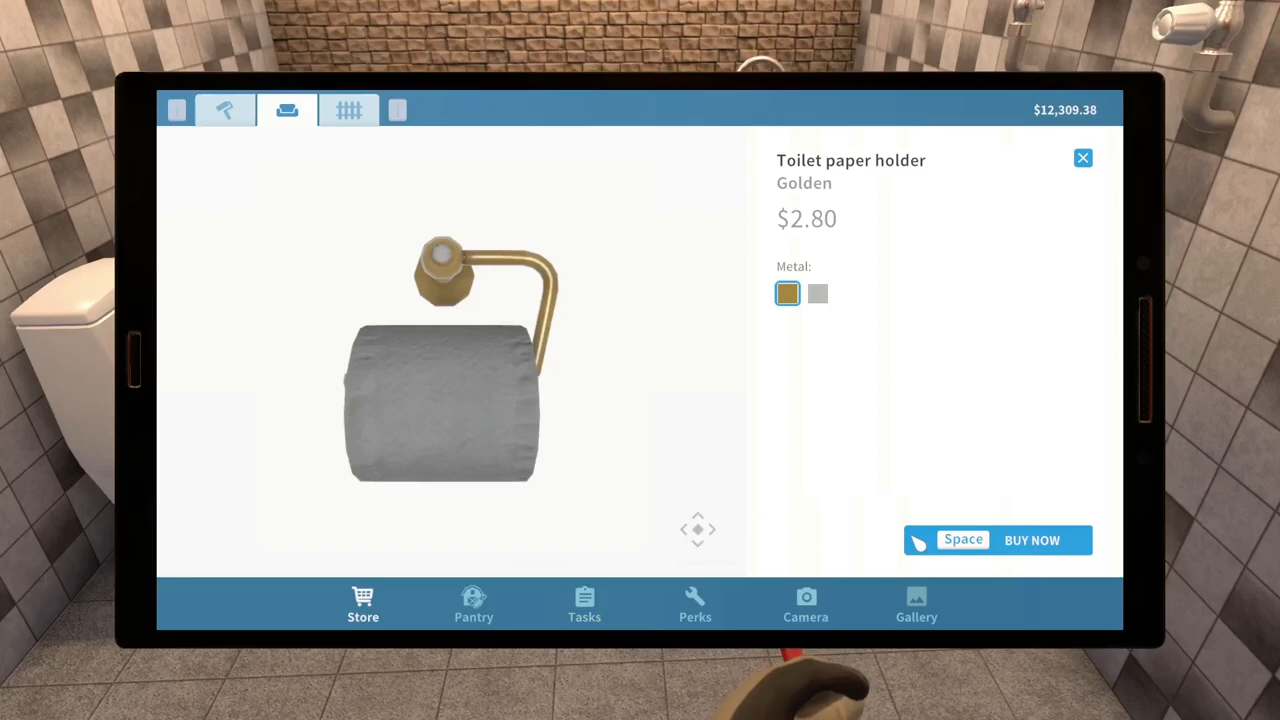 $12,309.38
Toilet paper holder
Golden
$2.80
Metal:
Space BUY NOW
Store Pantry Tasks Perks Camera Gallery